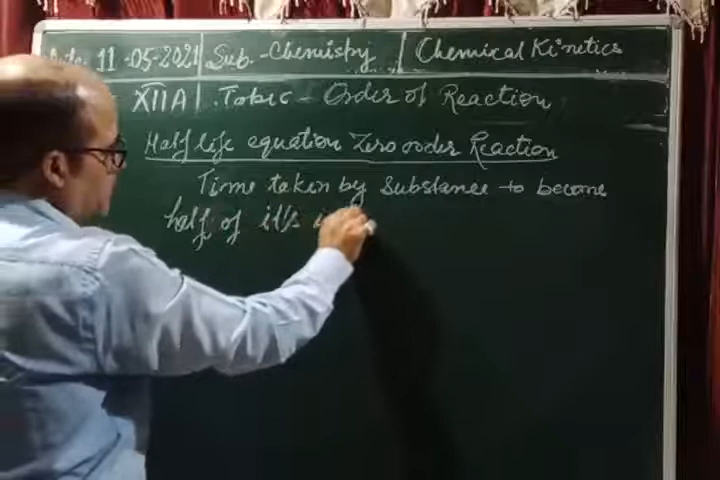 11-05-2021 Sub.-Chemistry Chemical Kinetics
XIIA Topic - Order of Reaction
Half life equation Zero order Reaction
Time taken by Substance to become
half of it's